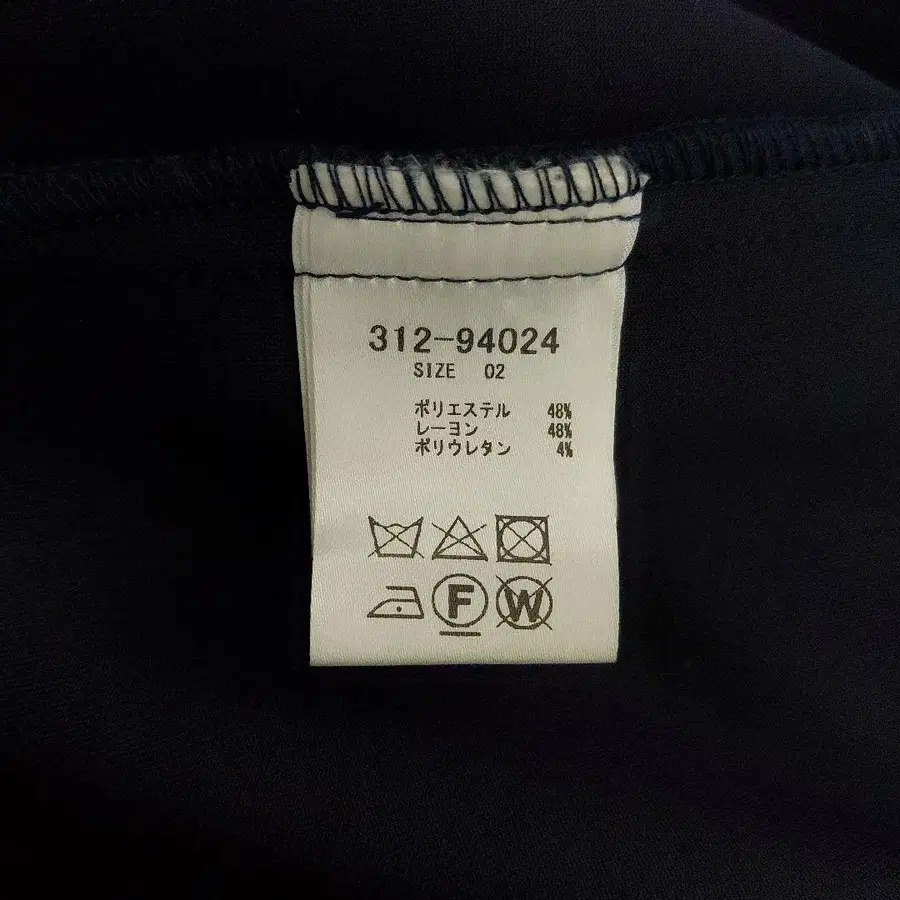 312-94024
SIZE 02
ポリエステル 48%
レーヨン 48%
ポリウレタン 4%
F W